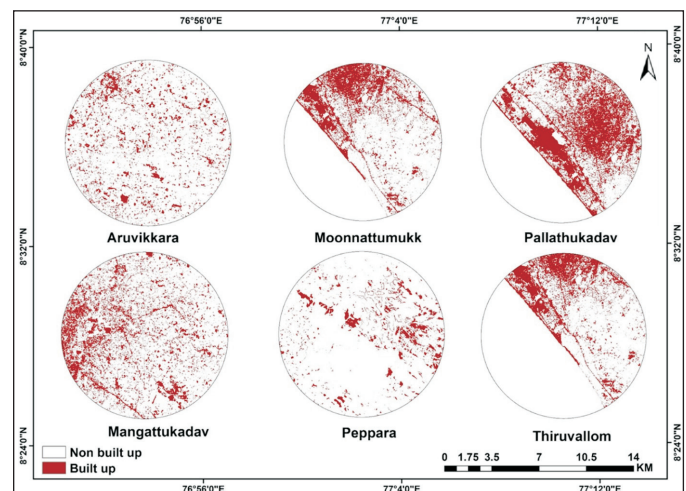 76°56'0"E 77°4'0"E 77°12'0"E
8°40'0"N 8°40'0"N
N
Aruvikkara Moonnattumukk Pallathukadav
8°32'0"N 8°32'0"N
Mangattukadav Peppara Thiruvallom
Non built up
Built up
8°24'0"N 8°24'0"N
0 1.75 3.5 7 10.5 14
KM
76°56'0"E 77°4'0"E 77°12'0"E